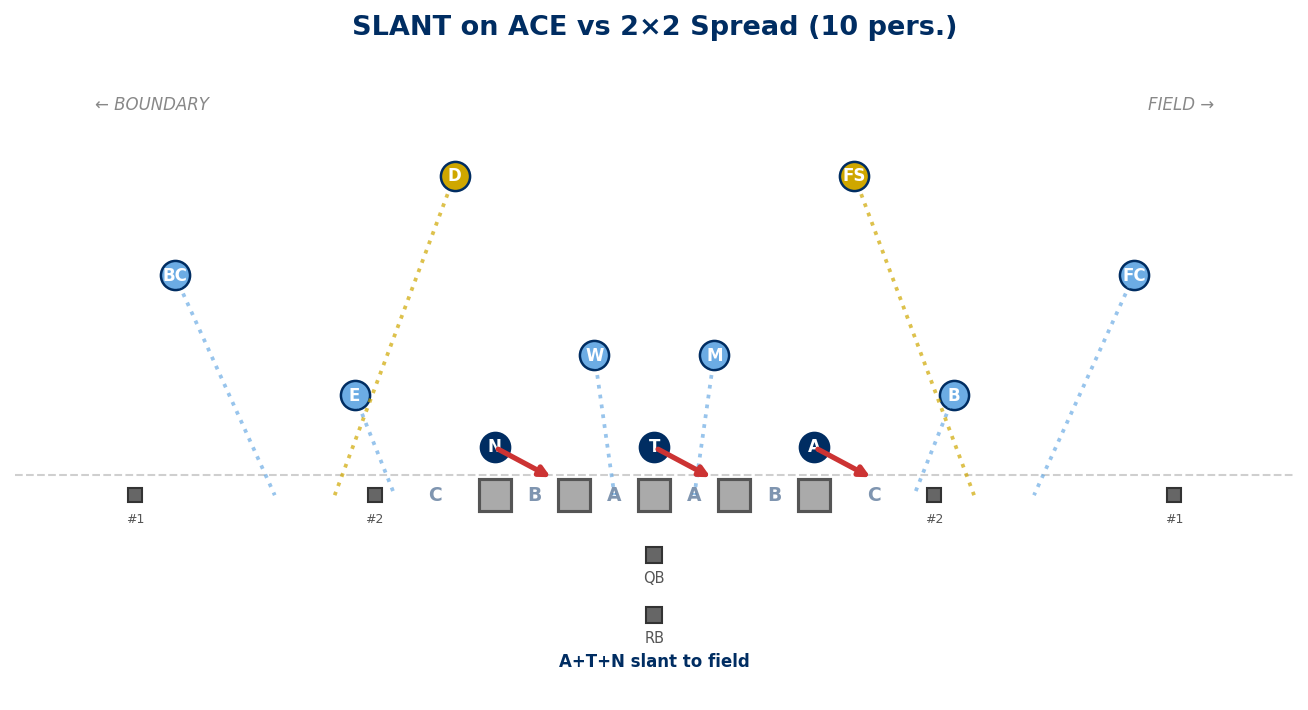 SLANT on ACE vs 2×2 Spread (10 pers.)
← BOUNDARY FIELD →
D FS
BC FC
W M
E B
N T A
C B A A B C
#1 #2 #2 #1
QB
RB
A+T+N slant to field